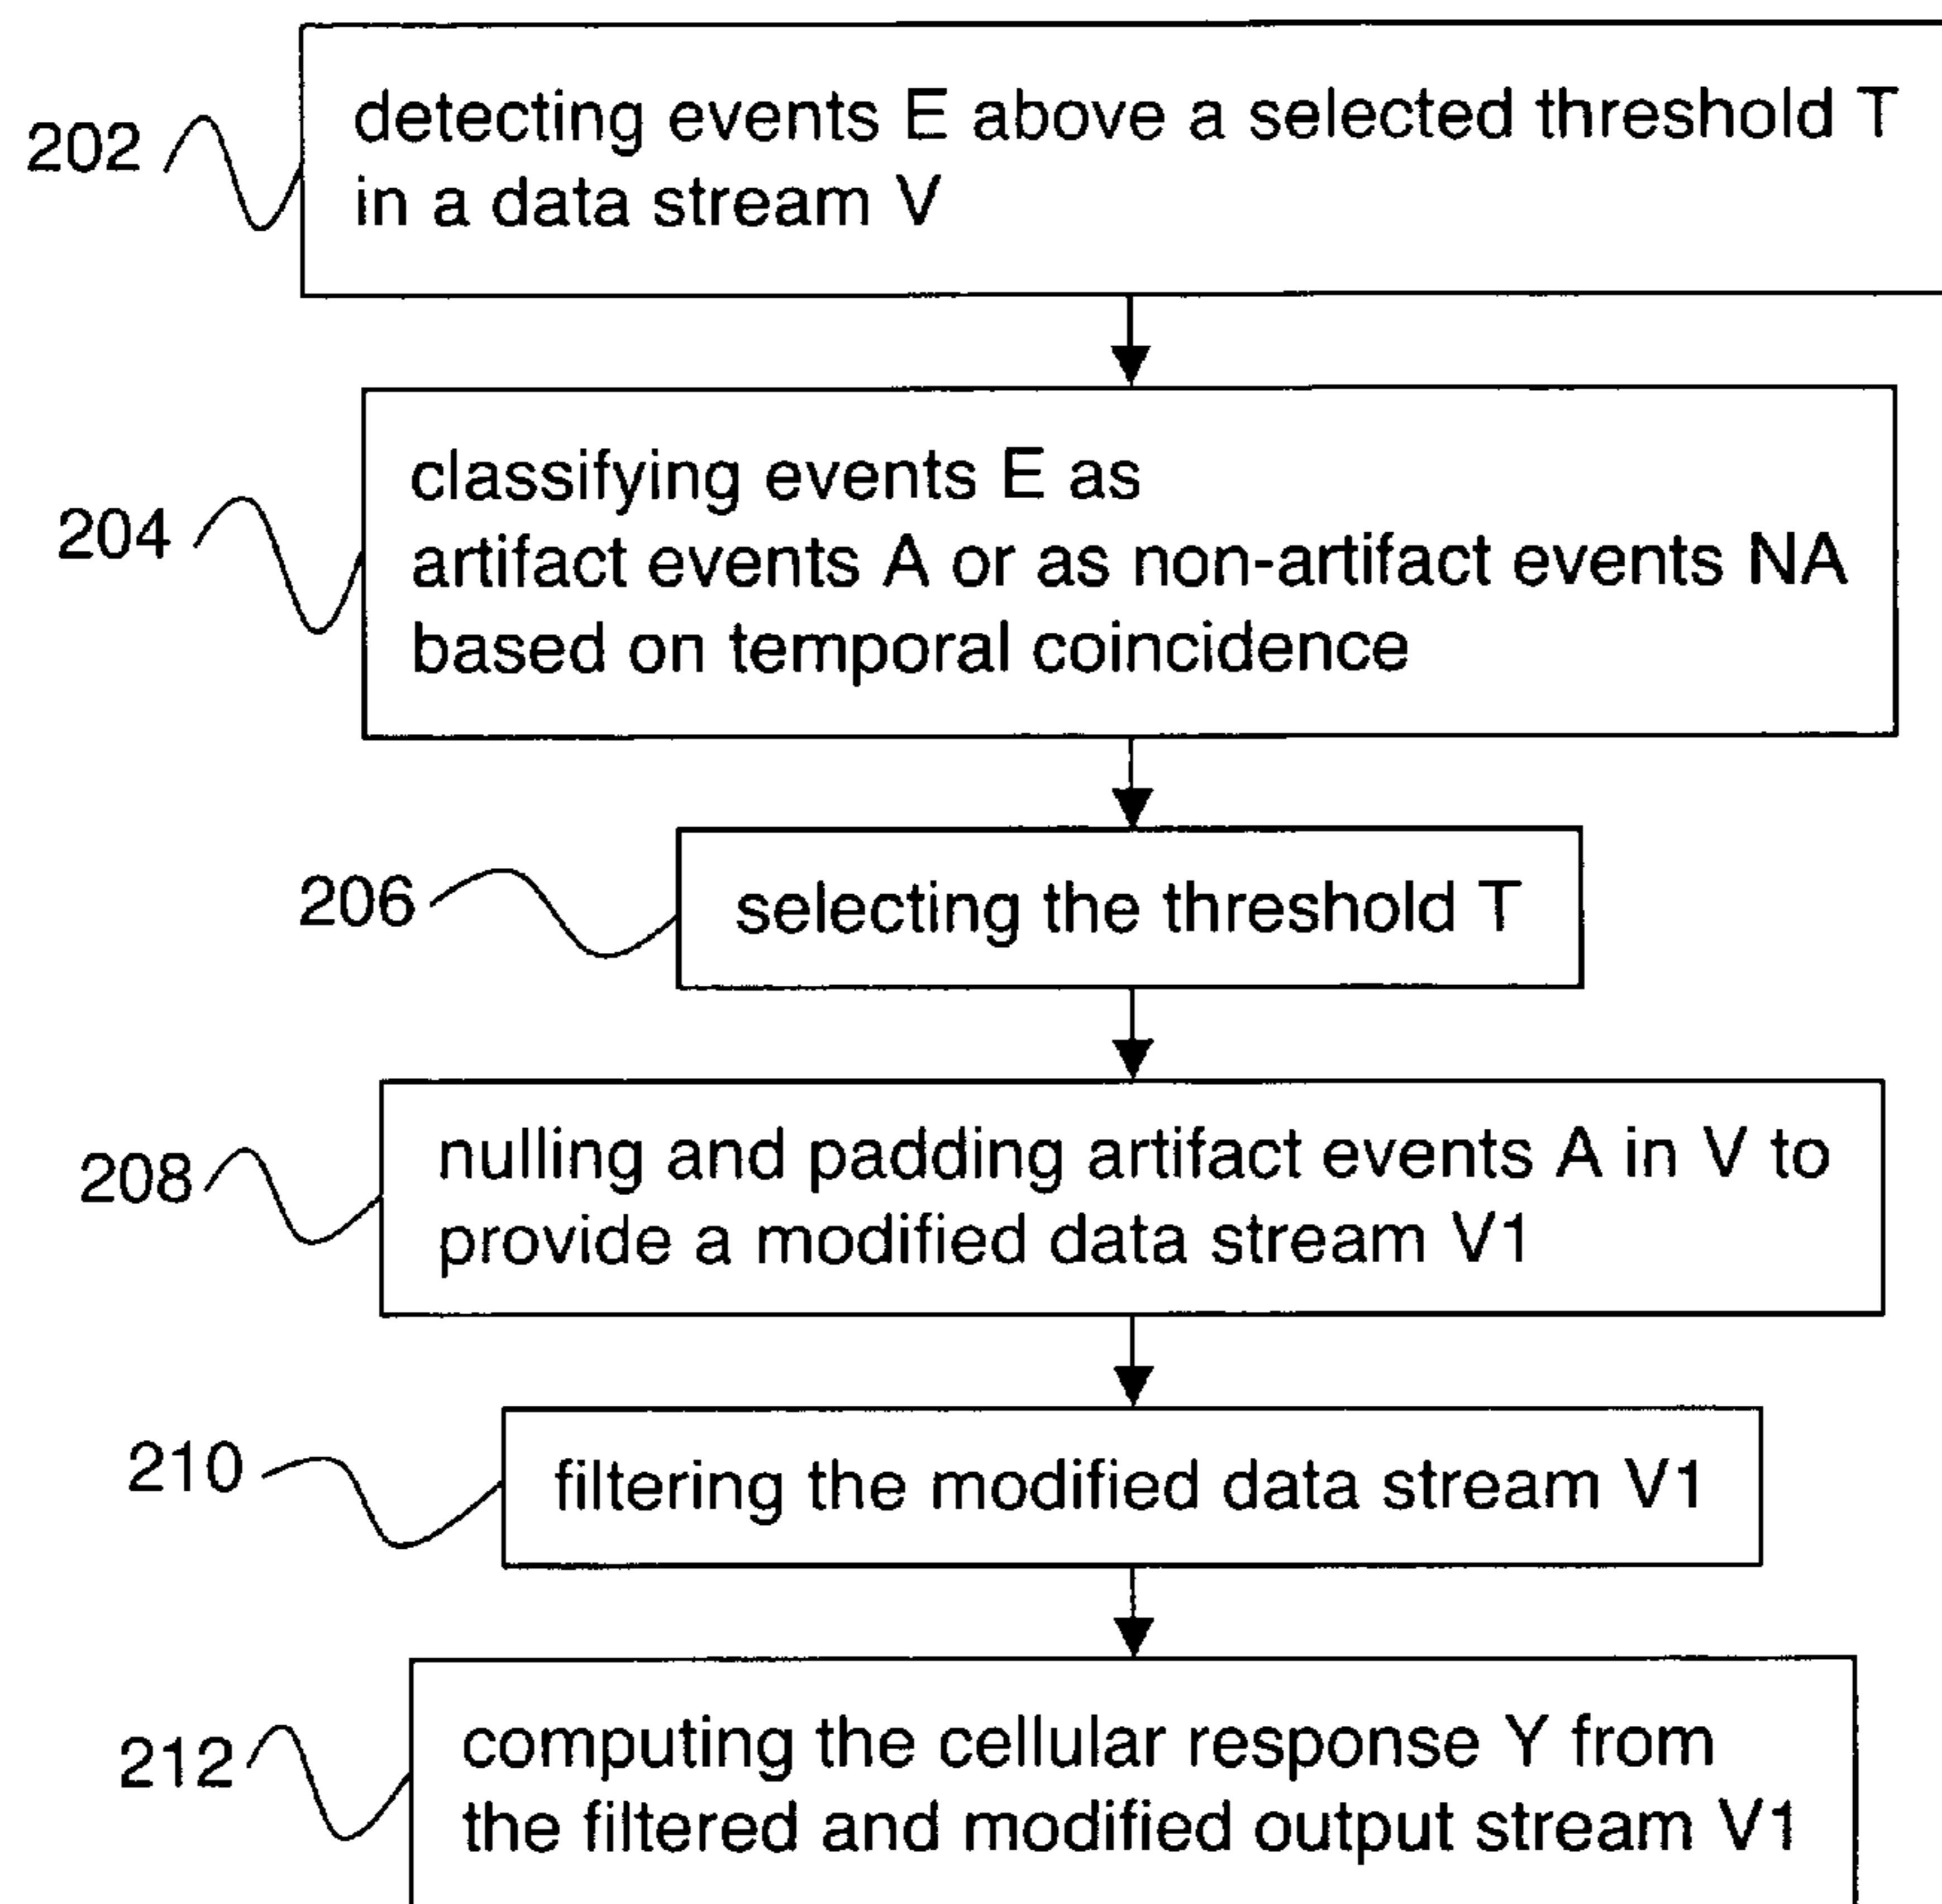 202
detecting events E above a selected threshold T
in a data stream V
204
classifying events E as
artifact events A or as non-artifact events NA
based on temporal coincidence
206
selecting the threshold T
208
nulling and padding artifact events A in V to
provide a modified data stream V1
210
filtering the modified data stream V1
212
computing the cellular response Y from
the filtered and modified output stream V1